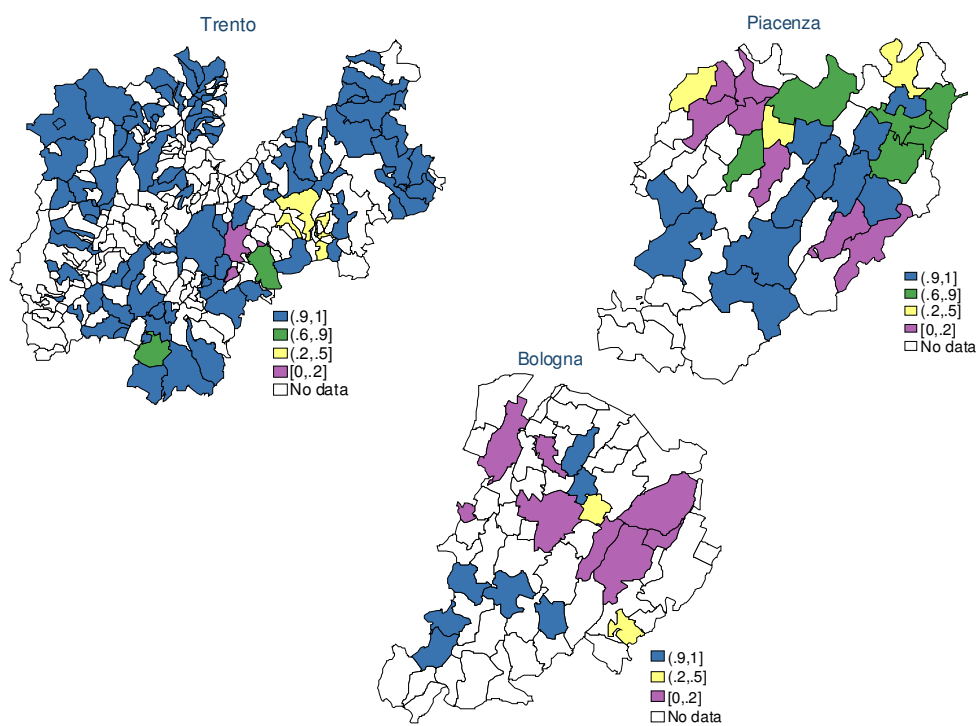 Trento
(.9,1]
(.6,.9]
(.2,.5]
[0,.2]
No data
Piacenza
(.9,1]
(.6,.9]
(.2,.5]
[0,.2]
No data
Bologna
(.9,1]
(.2,.5]
[0,.2]
No data